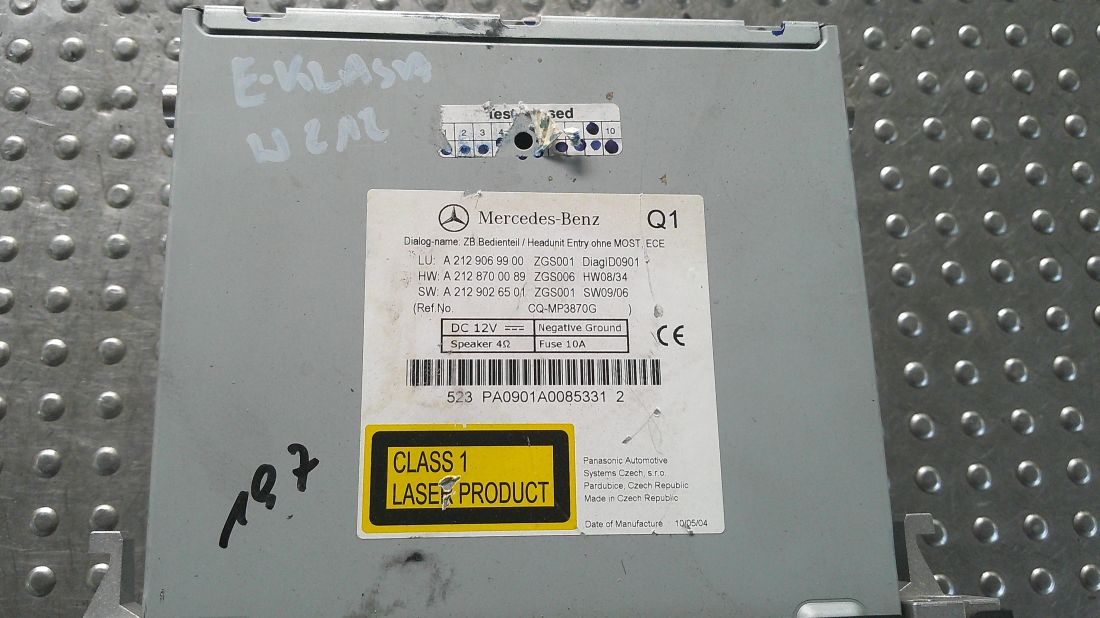 E-KLASA
W 212
2 3 4 10
Mercedes-Benz Q1
Dialog-name: ZB Bedienteil / Headunit Entry ohne MOST, ECE
LU: A 212 906 99 00 ZGS001 DiagID0901
HW: A 212 870 00 89 ZGS006 HW08/34
SW: A 212 902 65 01 ZGS001 SW09/06
(Ref.No. CQ-MP3870G )
DC 12V Negative Ground
Speaker 4Ω Fuse 10A
CE
523 PA0901A0085331 2
CLASS 1
LASER PRODUCT
Panasonic Automotive
Systems Czech, s.r.o.
Pardubice, Czech Republic
Made in Czech Republic
Date of Manufacture 10/05/04
197